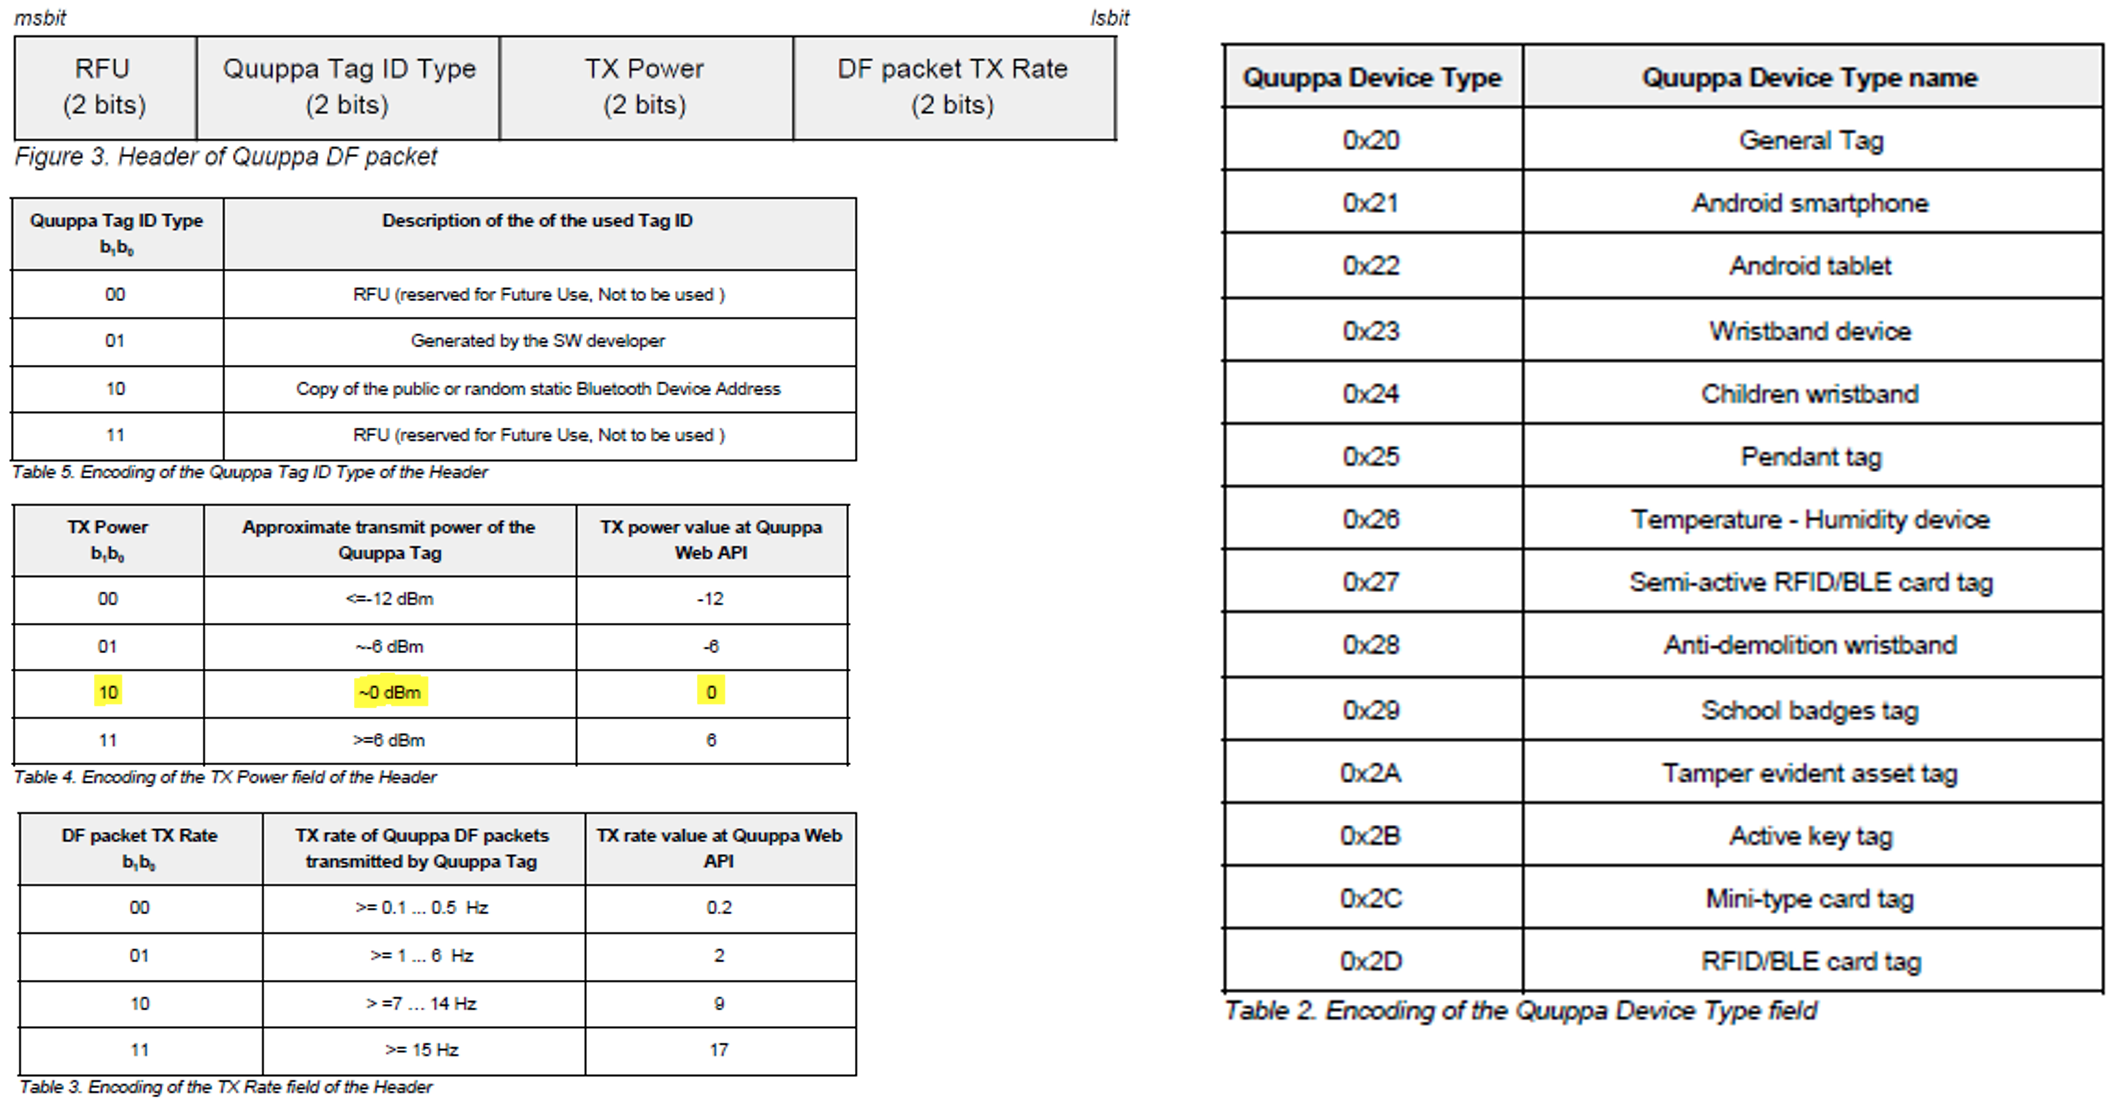 msbit lsbit
RFU Quuppa Tag ID Type TX Power DF packet TX Rate
(2 bits) (2 bits) (2 bits) (2 bits)
Figure 3. Header of Quuppa DF packet
Quuppa Tag ID Type Description of the of the used Tag ID
b₁b₀
00 RFU (reserved for Future Use, Not to be used )
01 Generated by the SW developer
10 Copy of the public or random static Bluetooth Device Address
11 RFU (reserved for Future Use, Not to be used )
Table 5. Encoding of the Quuppa Tag ID Type of the Header
TX Power Approximate transmit power of the TX power value at Quuppa
b₁b₀ Quuppa Tag Web API
00 <=-12 dBm -12
01 ~-6 dBm -6
10 ~0 dBm 0
11 >=6 dBm 6
Table 4. Encoding of the TX Power field of the Header
DF packet TX Rate TX rate of Quuppa DF packets TX rate value at Quuppa Web
b₁b₀ transmitted by Quuppa Tag API
00 >= 0.1 ... 0.5 Hz 0.2
01 >= 1 ... 6 Hz 2
10 > =7 ... 14 Hz 9
11 >= 15 Hz 17
Table 3. Encoding of the TX Rate field of the Header
Quuppa Device Type Quuppa Device Type name
0x20 General Tag
0x21 Android smartphone
0x22 Android tablet
0x23 Wristband device
0x24 Children wristband
0x25 Pendant tag
0x26 Temperature - Humidity device
0x27 Semi-active RFID/BLE card tag
0x28 Anti-demolition wristband
0x29 School badges tag
0x2A Tamper evident asset tag
0x2B Active key tag
0x2C Mini-type card tag
0x2D RFID/BLE card tag
Table 2. Encoding of the Quuppa Device Type field